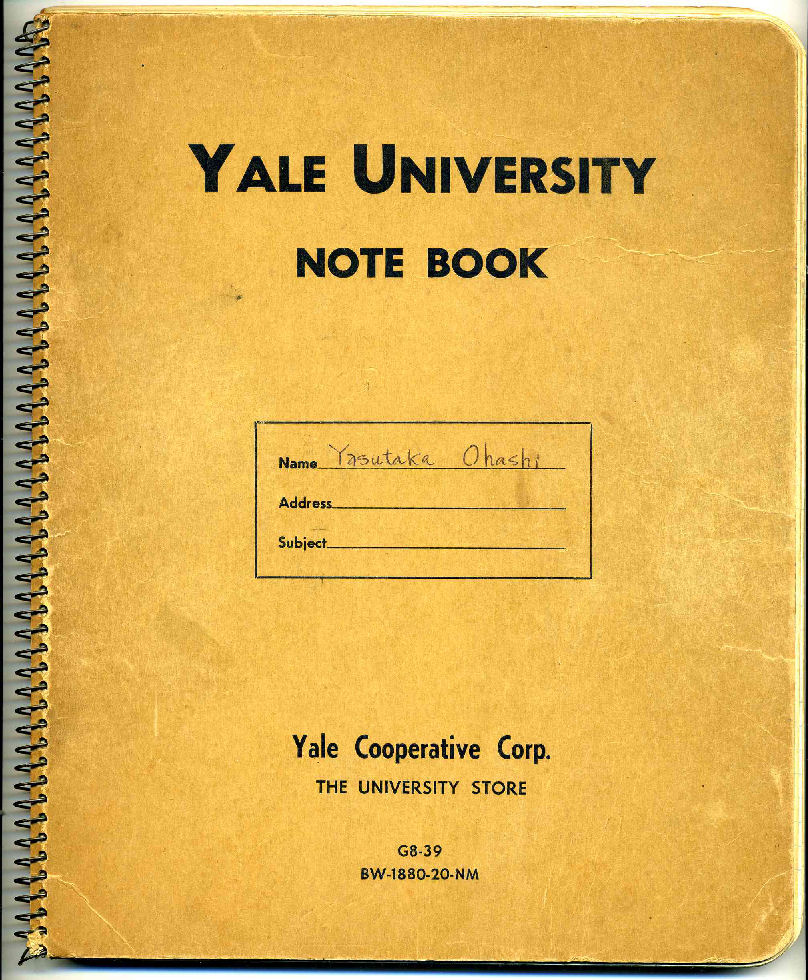 YALE UNIVERSITY
NOTE BOOK
Name Yasutaka Ohashi
Address
Subject
Yale Cooperative Corp.
THE UNIVERSITY STORE
G8-39
BW-1880-20-NM